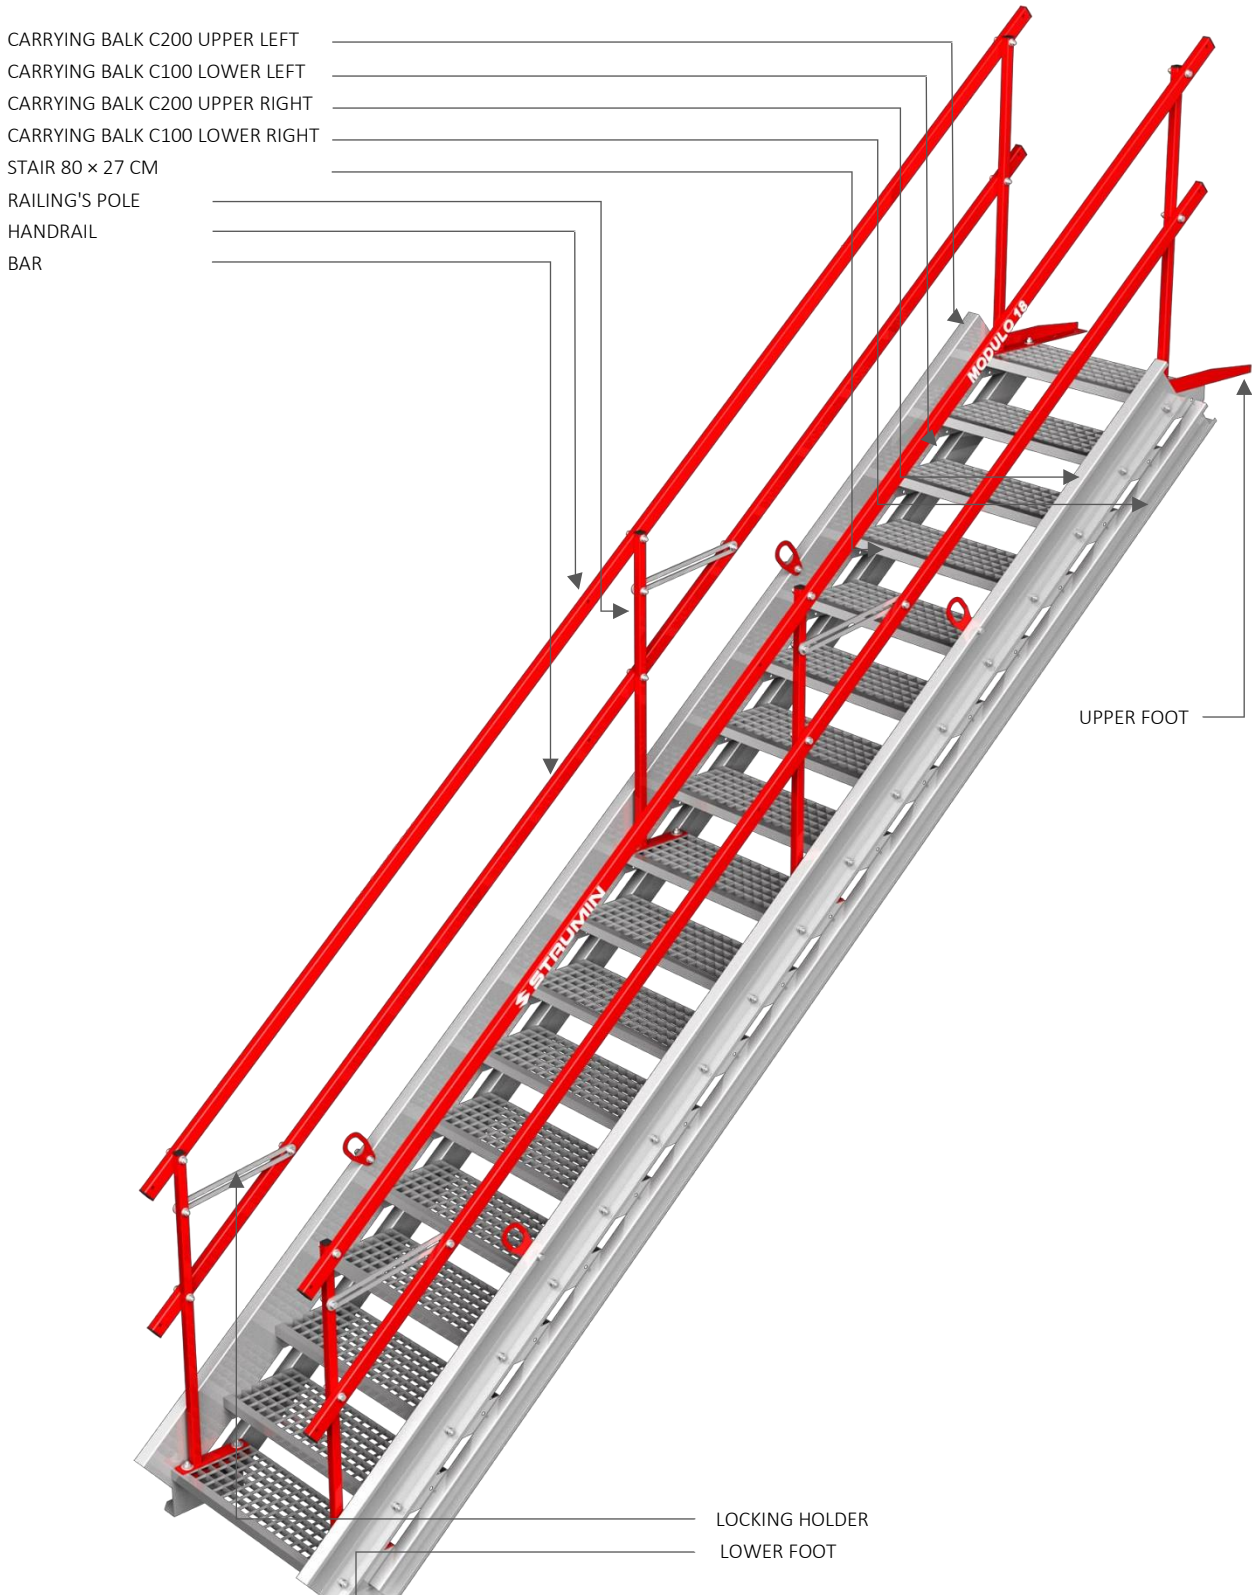 CARRYING BALK C200 UPPER LEFT
CARRYING BALK C100 LOWER LEFT
CARRYING BALK C200 UPPER RIGHT
CARRYING BALK C100 LOWER RIGHT
STAIR 80 × 27 CM
RAILING'S POLE
HANDRAIL
BAR
MODULO 18
UPPER FOOT
STRUMIN
LOCKING HOLDER
LOWER FOOT